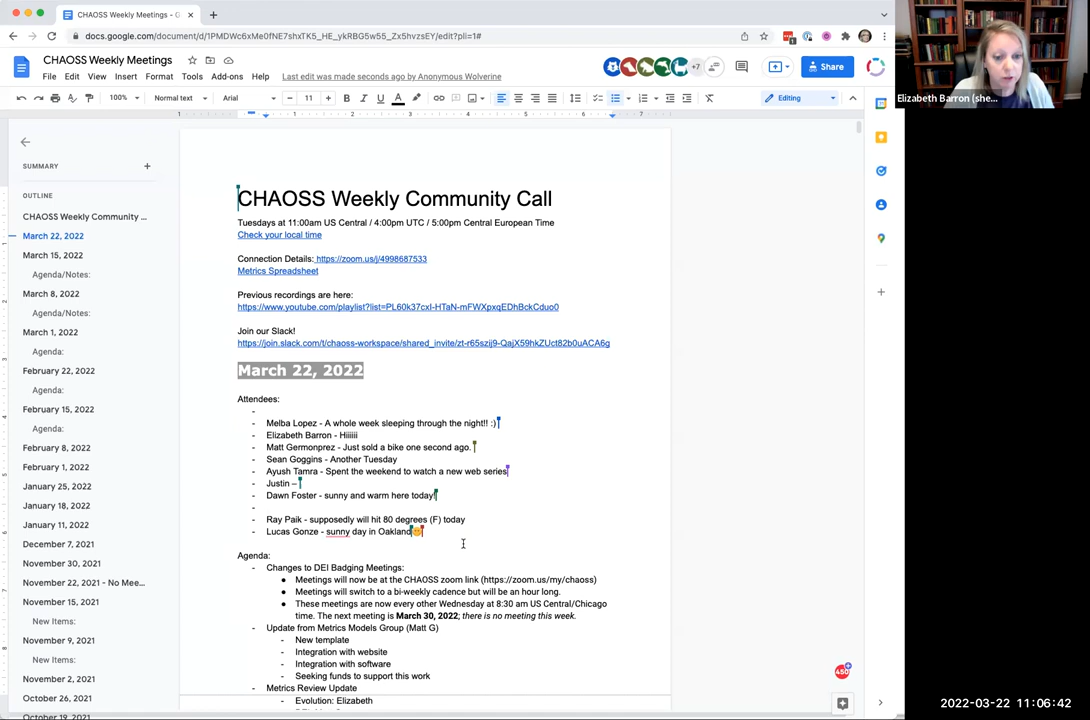 CHAOSS Weekly Meetings - G
docs.google.com/document/d/1PMDWc6xMe0fNE7shxTK5_HE_ykRBG5w55_Zx5hvzsEY/edit?pli=1#
CHAOSS Weekly Meetings
File Edit View Insert Format Tools Add-ons Help Last edit was made seconds ago by Anonymous Wolverine
+7
Share
100% Normal text Arial 11 B I U A Editing
SUMMARY
OUTLINE
CHAOSS Weekly Community ...
March 22, 2022
March 15, 2022
Agenda/Notes:
March 8, 2022
Agenda/Notes:
March 1, 2022
Agenda:
February 22, 2022
Agenda:
February 15, 2022
Agenda:
February 8, 2022
February 1, 2022
January 25, 2022
January 18, 2022
January 11, 2022
December 7, 2021
November 30, 2021
November 22, 2021 - No Mee...
November 15, 2021
New Items:
November 9, 2021
New Items:
November 2, 2021
October 26, 2021
October 19, 2021
CHAOSS Weekly Community Call
Tuesdays at 11:00am US Central / 4:00pm UTC / 5:00pm Central European Time
Check your local time
Connection Details: https://zoom.us/j/4998687533
Metrics Spreadsheet
Previous recordings are here:
https://www.youtube.com/playlist?list=PL60k37cxI-HTaN-mFWXpxqEDhBckCduo0
Join our Slack!
https://join.slack.com/t/chaoss-workspace/shared_invite/zt-r65szij9-QajX59hkZUct82b0uACA6g
March 22, 2022
Attendees:
-
- Melba Lopez - A whole week sleeping through the night!! :)
- Elizabeth Barron - Hiiiiii
- Matt Germonprez - Just sold a bike one second ago.
- Sean Goggins - Another Tuesday
- Ayush Tamra - Spent the weekend to watch a new web series
- Justin –
- Dawn Foster - sunny and warm here today!
-
- Ray Paik - supposedly will hit 80 degrees (F) today
- Lucas Gonze - sunny day in Oakland
Agenda:
- Changes to DEI Badging Meetings:
● Meetings will now be at the CHAOSS zoom link (https://zoom.us/my/chaoss)
● Meetings will switch to a bi-weekly cadence but will be an hour long.
● These meetings are now every other Wednesday at 8:30 am US Central/Chicago
time. The next meeting is March 30, 2022; there is no meeting this week.
- Update from Metrics Models Group (Matt G)
- New template
- Integration with website
- Integration with software
- Seeking funds to support this work
- Metrics Review Update
- Evolution: Elizabeth
Elizabeth Barron (she...
450
2022-03-22 11:06:42